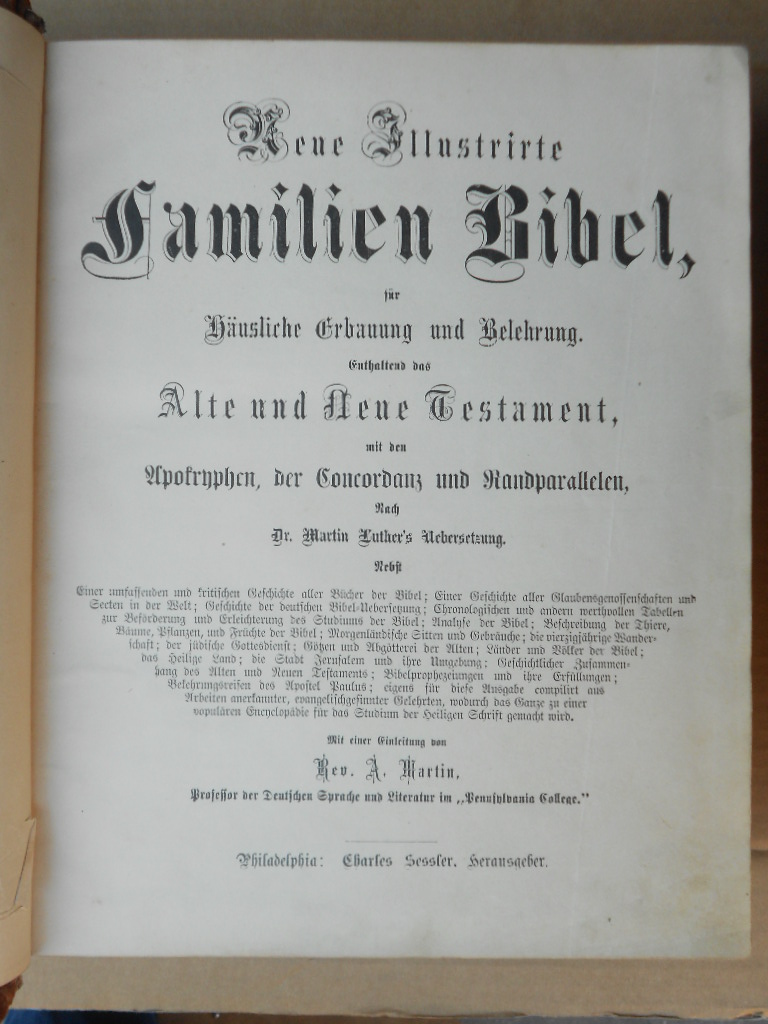 Neue Illustrirte
Familien Bibel,
für
Häusliche Erbauung und Belehrung.
Enthaltend das
Alte und Neue Testament,
mit den
Apokryphen, der Concordanz und Randparallelen,
Nach
Dr. Martin Luther's Uebersetzung.
Nebst
Einer umfassenden und kritischen Geschichte aller Bücher der Bibel; Einer Geschichte aller Glaubensgenossenschaften und
Secten in der Welt; Geschichte der deutschen Bibel-Uebersetzung; Chronologischen und andern werthvollen Tabellen
zur Beförderung und Erleichterung des Studiums der Bibel; Analyse der Bibel; Beschreibung der Thiere,
Bäume, Pflanzen, und Früchte der Bibel; Morgenländische Sitten und Gebräuche; die vierzigjährige Wander-
schaft; der jüdische Gottesdienst; Götzen und Abgötterei der Alten; Länder und Völker der Bibel;
das Heilige Land; die Stadt Jerusalem und ihre Umgebung; Geschichtlicher Zusammen-
hang des Alten und Neuen Testaments; Bibelprophezeiungen und ihre Erfüllungen;
Bekehrungsreisen des Apostel Paulus; eigens für diese Ausgabe compilirt aus
Arbeiten anerkannter, evangelischgesinnter Gelehrten, wodurch das Ganze zu einer
populären Encyclopädie für das Studium der Heiligen Schrift gemacht wird.
Mit einer Einleitung von
Rev. A. Martin,
Professor der Deutschen Sprache und Literatur im „Pennsylvania College."
Philadelphia: Charles Sessler, Herausgeber.